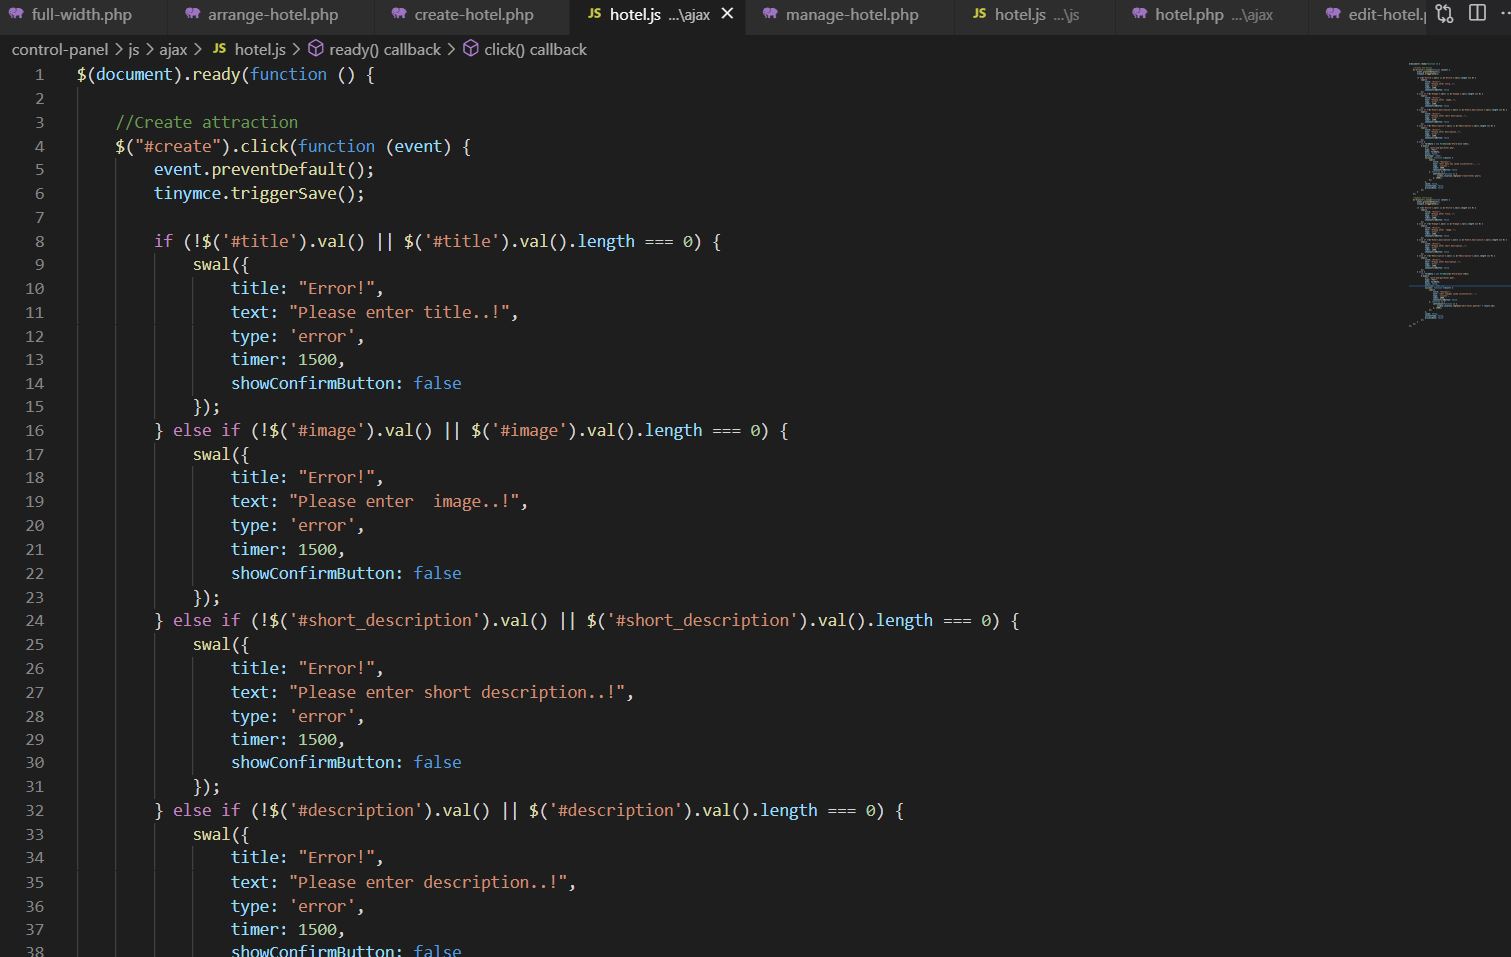 full-width.php arrange-hotel.php create-hotel.php JS hotel.js ...\ajax manage-hotel.php JS hotel.js ...\js hotel.php ...\ajax edit-hotel.
control-panel > js > ajax > JS hotel.js > ready() callback > click() callback
1 $(document).ready(function () {
2
3 //Create attraction
4 $("#create").click(function (event) {
5 event.preventDefault();
6 tinymce.triggerSave();
7
8 if (!$('#title').val() || $('#title').val().length === 0) {
9 swal({
10 title: "Error!",
11 text: "Please enter title..!",
12 type: 'error',
13 timer: 1500,
14 showConfirmButton: false
15 });
16 } else if (!$('#image').val() || $('#image').val().length === 0) {
17 swal({
18 title: "Error!",
19 text: "Please enter  image..!",
20 type: 'error',
21 timer: 1500,
22 showConfirmButton: false
23 });
24 } else if (!$('#short_description').val() || $('#short_description').val().length === 0) {
25 swal({
26 title: "Error!",
27 text: "Please enter short description..!",
28 type: 'error',
29 timer: 1500,
30 showConfirmButton: false
31 });
32 } else if (!$('#description').val() || $('#description').val().length === 0) {
33 swal({
34 title: "Error!",
35 text: "Please enter description..!",
36 type: 'error',
37 timer: 1500,
38 showConfirmButton: false